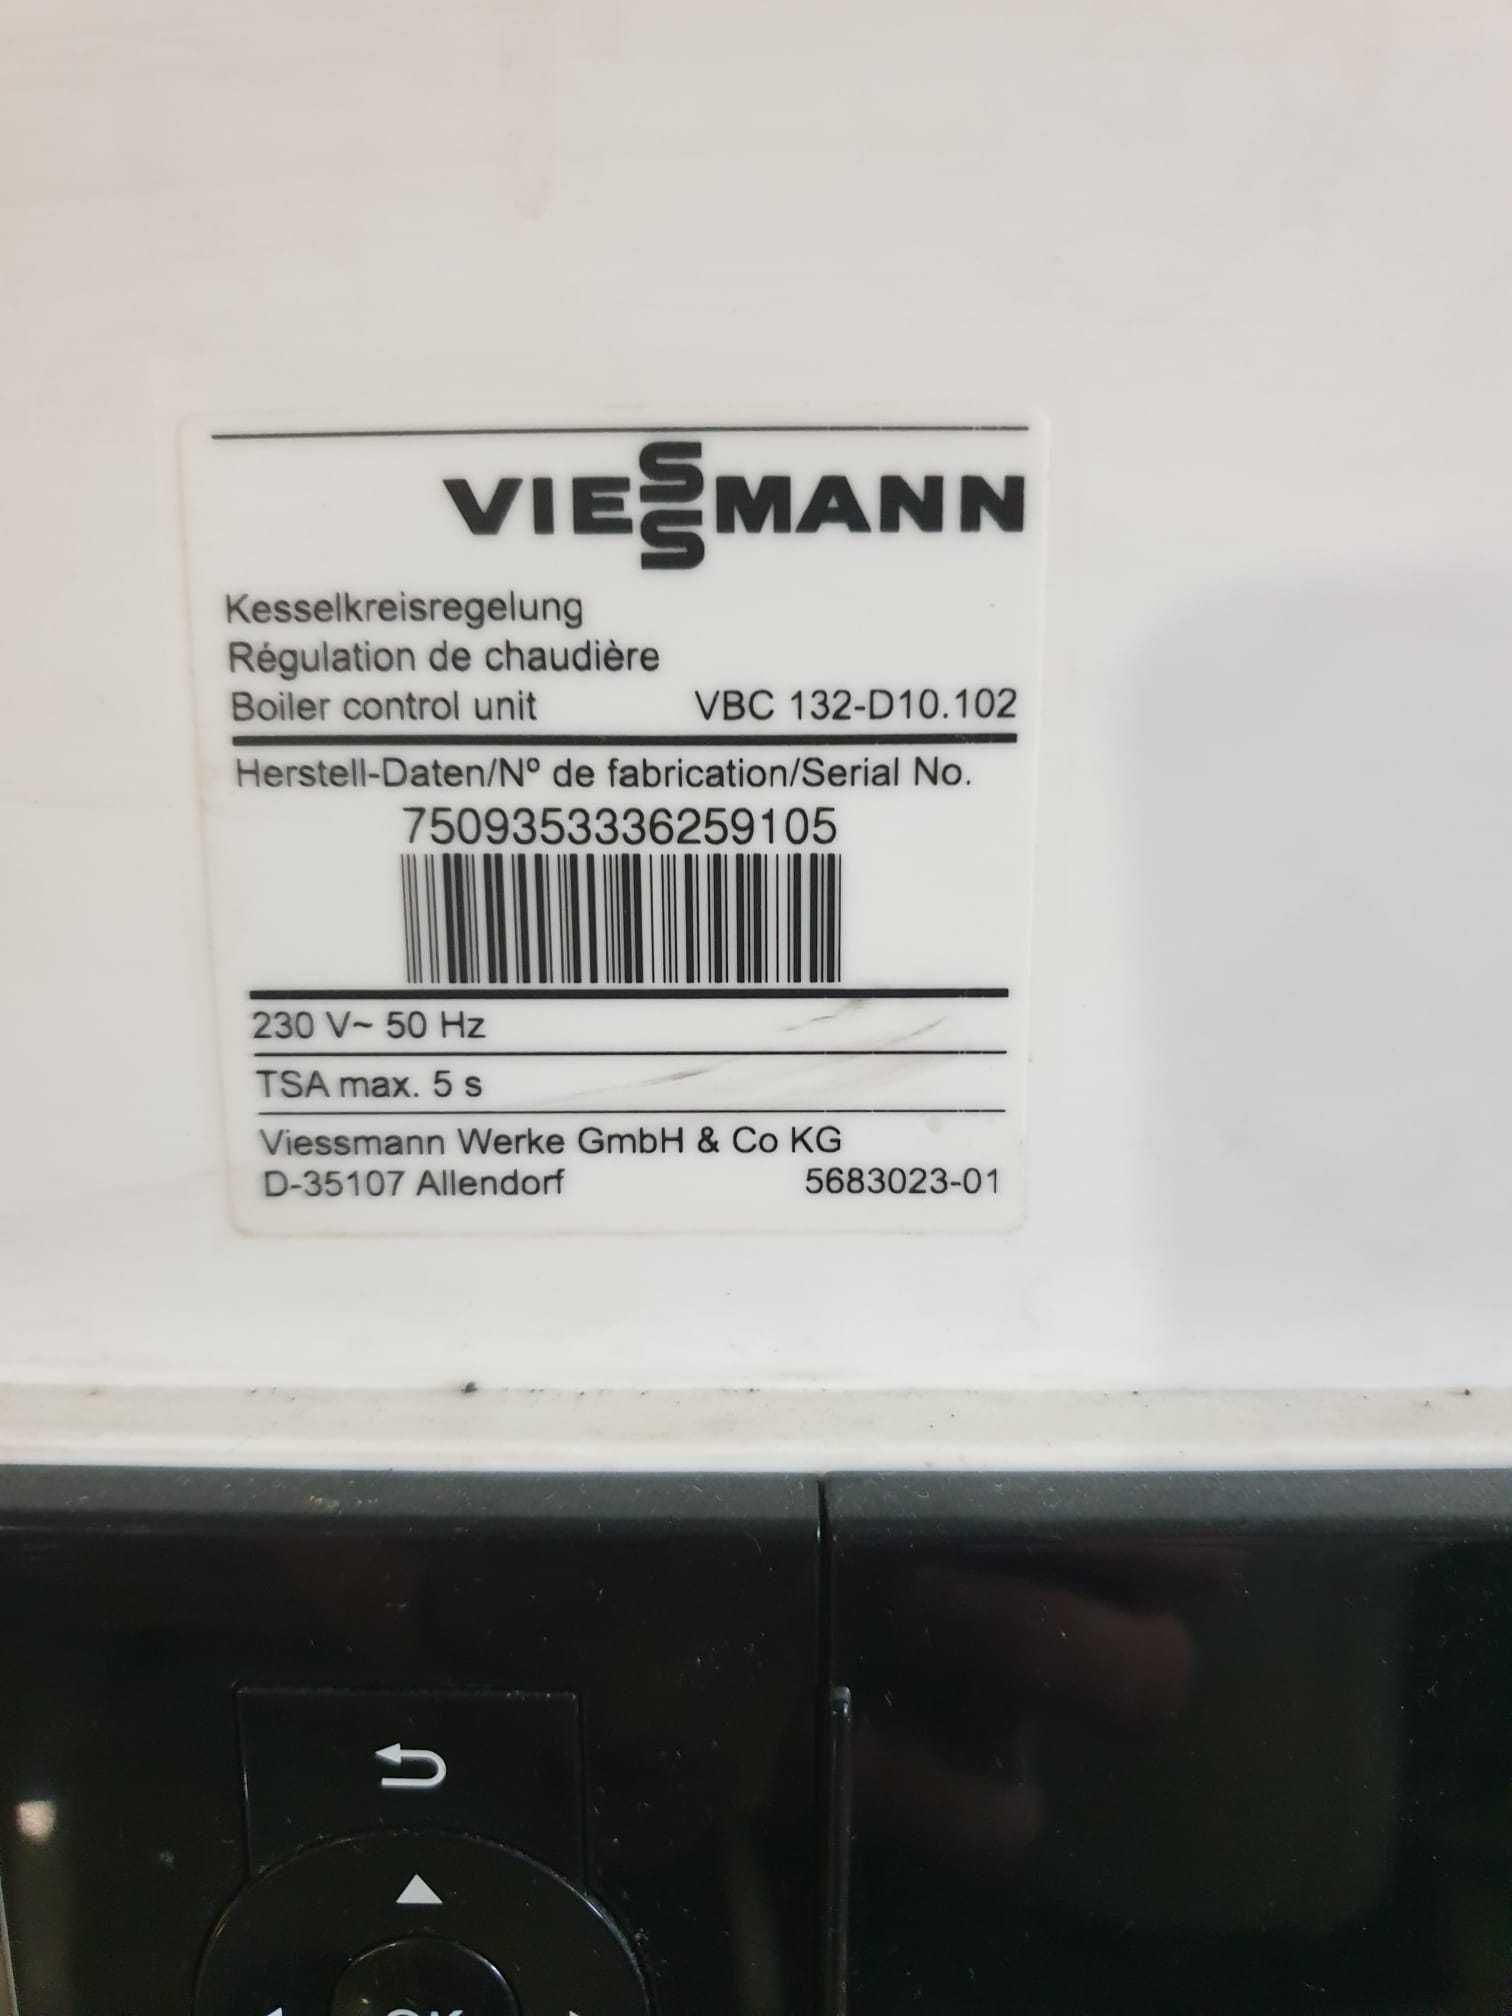 VIESSMANN
Kesselkreisregelung
Régulation de chaudière
Boiler control unit VBC 132-D10.102
Herstell-Daten/Nº de fabrication/Serial No.
7509353336259105
230 V~ 50 Hz
TSA max. 5 s
Viessmann Werke GmbH & Co KG
D-35107 Allendorf 5683023-01
OK